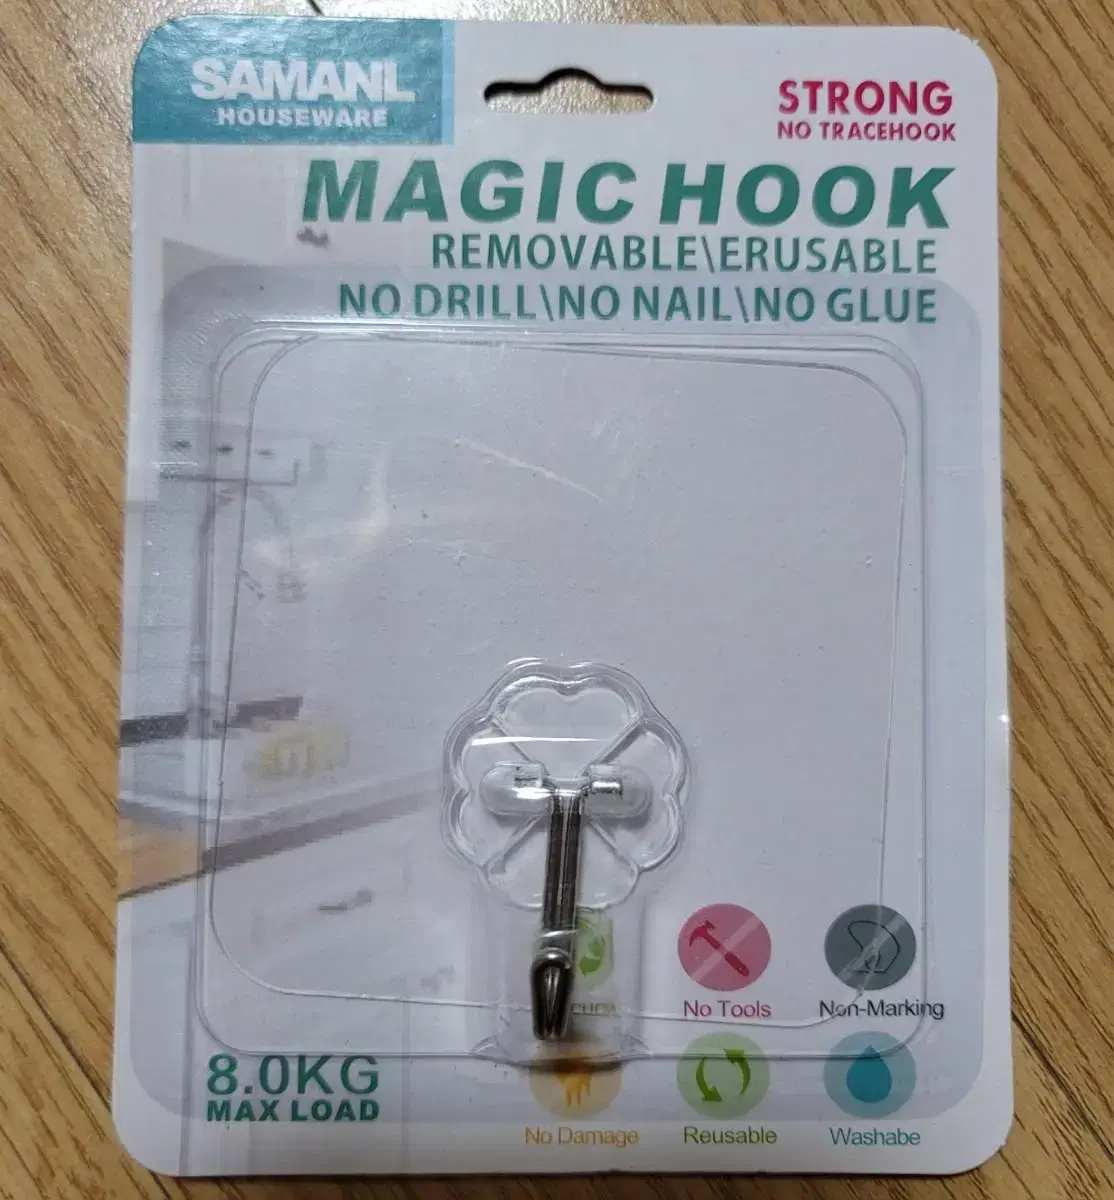 SAMANL
HOUSEWARE
STRONG
NO TRACEHOOK
MAGIC HOOK
REMOVABLE\ERUSABLE
NO DRILL\NO NAIL\NO GLUE
No Tools
Non-Marking
8.0KG
MAX LOAD
No Damage
Reusable
Washabe